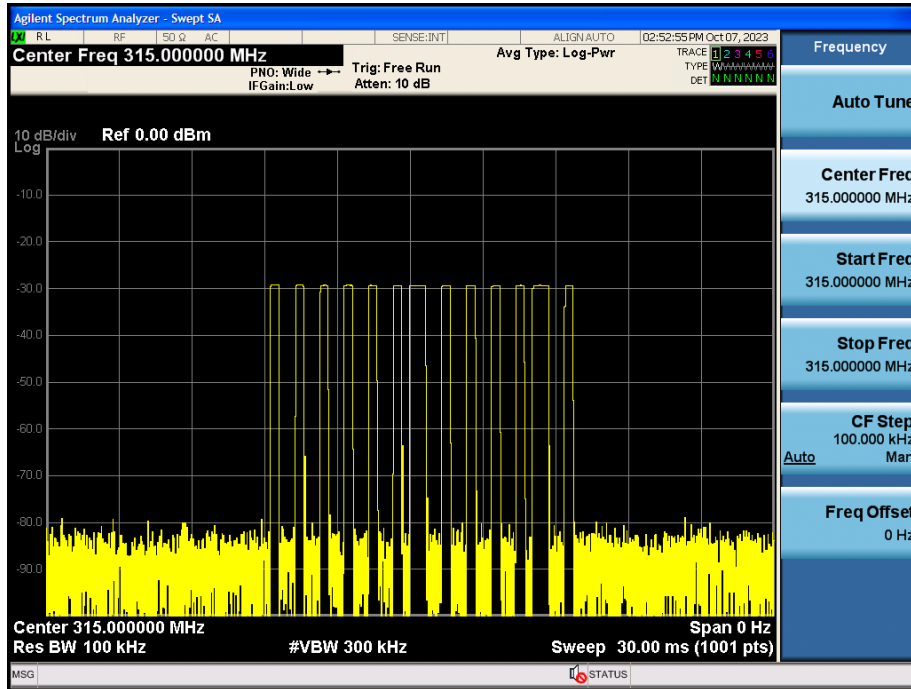 Agilent Spectrum Analyzer - Swept SA
LXI RL RF 50 Ω AC SENSE:INT ALIGN AUTO 02:52:55 PM Oct 07, 2023
Center Freq 315.000000 MHz
PNO: Wide
IFGain:Low
Trig: Free Run
Atten: 10 dB
Avg Type: Log-Pwr
TRACE 1 2 3 4 5 6
TYPE W
DET N N N N N N
10 dB/div Ref 0.00 dBm
Log
-10.0
-20.0
-30.0
-40.0
-50.0
-60.0
-70.0
-80.0
-90.0
Center 315.000000 MHz Span 0 Hz
Res BW 100 kHz #VBW 300 kHz Sweep 30.00 ms (1001 pts)
MSG STATUS
Frequency
Auto Tune
Center Freq
315.000000 MHz
Start Freq
315.000000 MHz
Stop Freq
315.000000 MHz
CF Step
100.000 kHz
Auto Man
Freq Offset
0 Hz